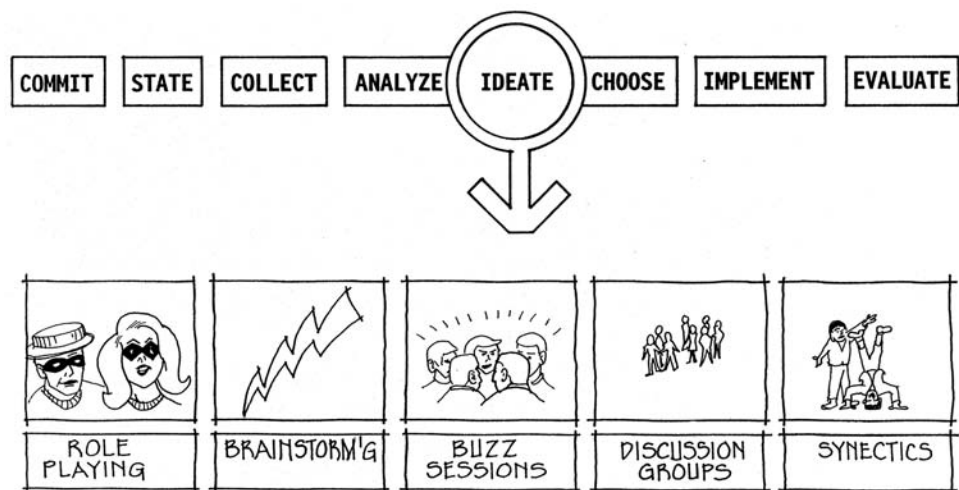 COMMIT STATE COLLECT ANALYZE IDEATE CHOOSE IMPLEMENT EVALUATE
ROLE
PLAYING
BRAINSTORM'G
BUZZ
SESSIONS
DISCUSSION
GROUPS
SYNECTICS